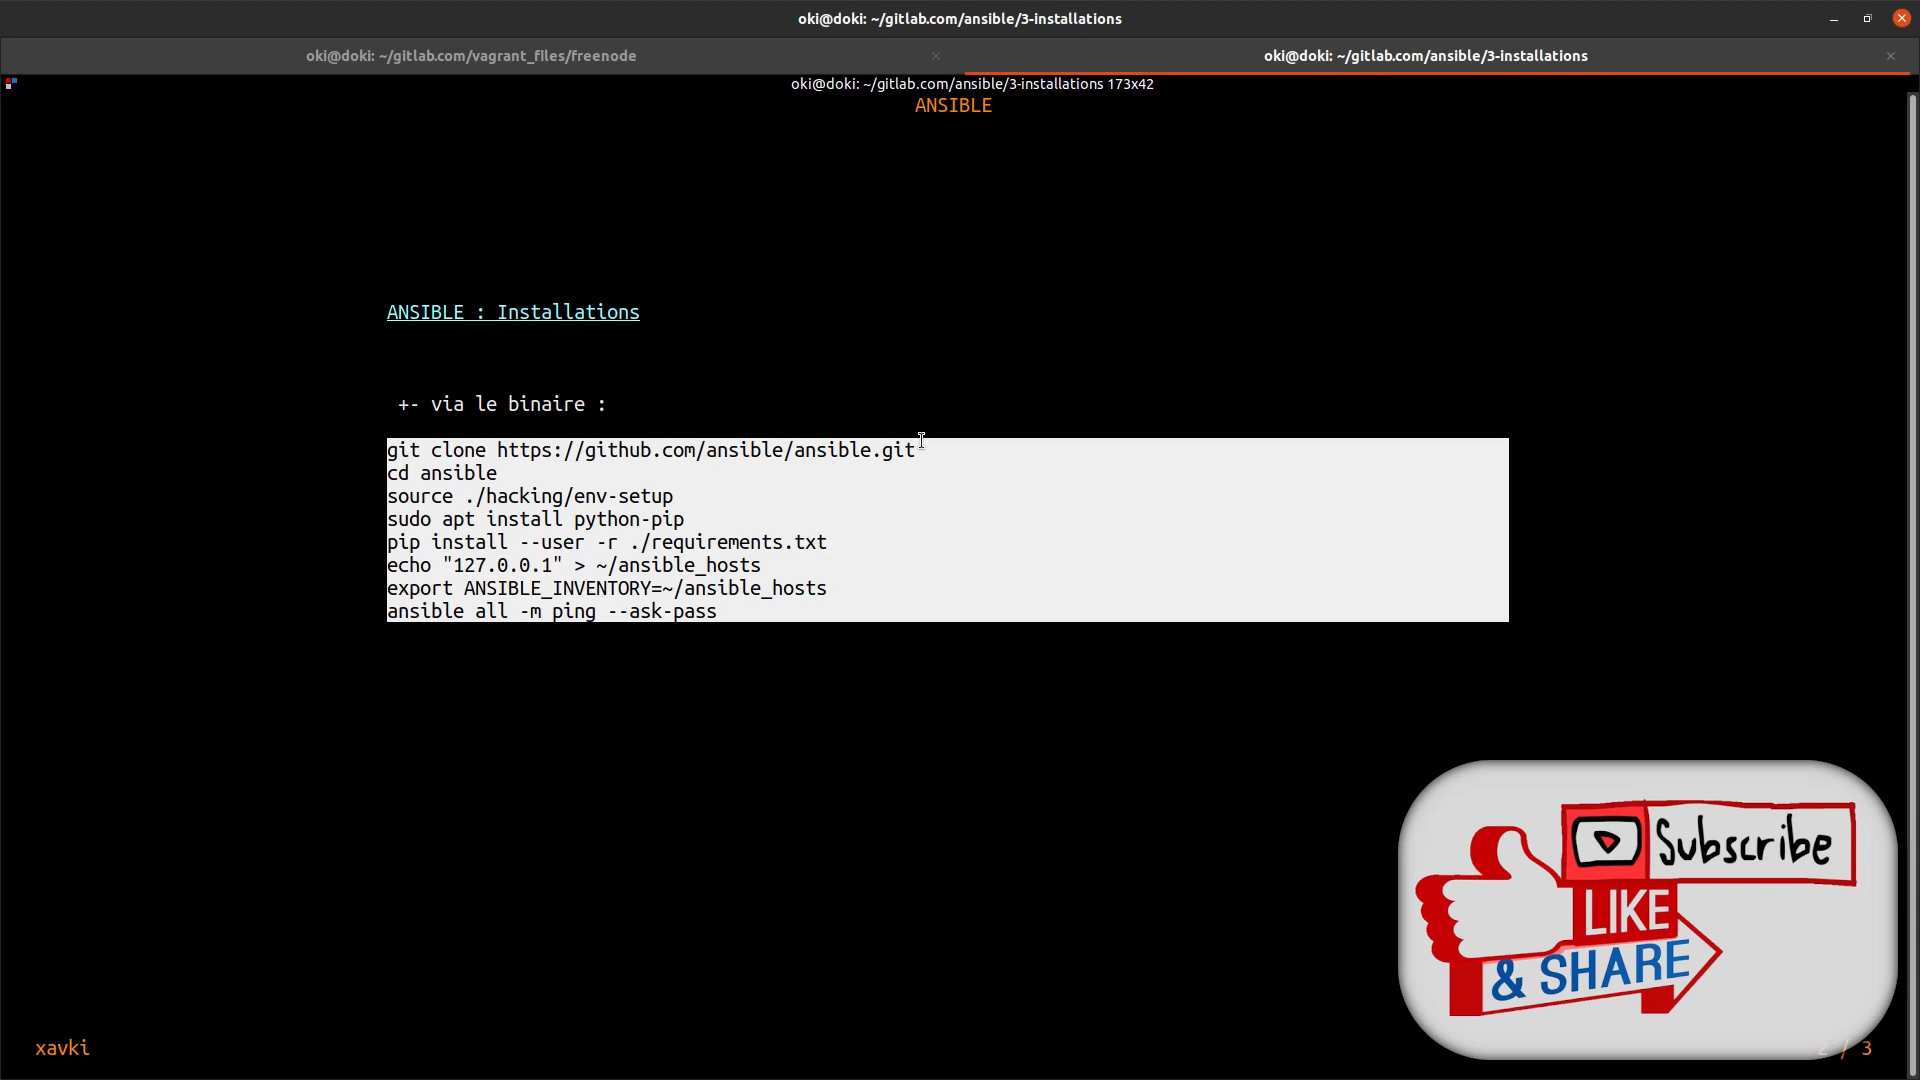 oki@doki: ~/gitlab.com/ansible/3-installations
oki@doki: ~/gitlab.com/vagrant_files/freenode
oki@doki: ~/gitlab.com/ansible/3-installations
oki@doki: ~/gitlab.com/ansible/3-installations 173x42
ANSIBLE
ANSIBLE : Installations
+- via le binaire :
git clone https://github.com/ansible/ansible.git
cd ansible
source ./hacking/env-setup
sudo apt install python-pip
pip install --user -r ./requirements.txt
echo "127.0.0.1" > ~/ansible_hosts
export ANSIBLE_INVENTORY=~/ansible_hosts
ansible all -m ping --ask-pass
Subscribe
LIKE
& SHARE
xavki
2 / 3